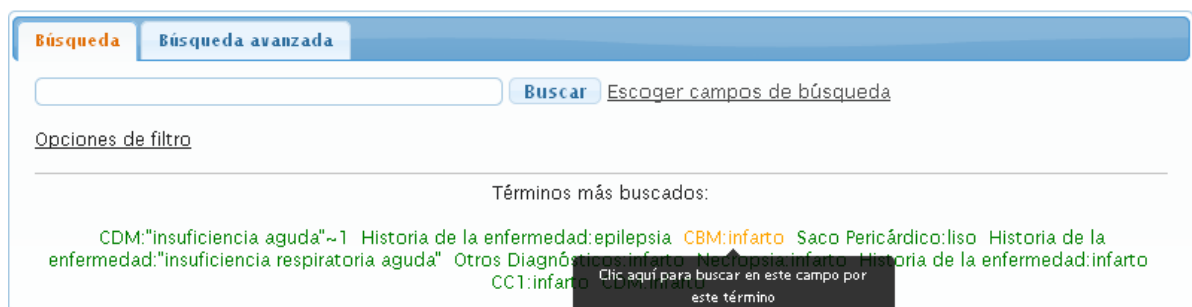 Búsqueda Búsqueda avanzada
Buscar Escoger campos de búsqueda
Opciones de filtro
Términos más buscados:
CDM:"insuficiencia aguda"~1 Historia de la enfermedad:epilepsia CBM:infarto Saco Pericárdico:liso Historia de la
enfermedad:"insuficiencia respiratoria aguda" Otros Diagnósticos:infarto Necropsia:infarto Historia de la enfermedad:infarto
CC1:infarto CDM:infarto
Clic aquí para buscar en este campo por
este término